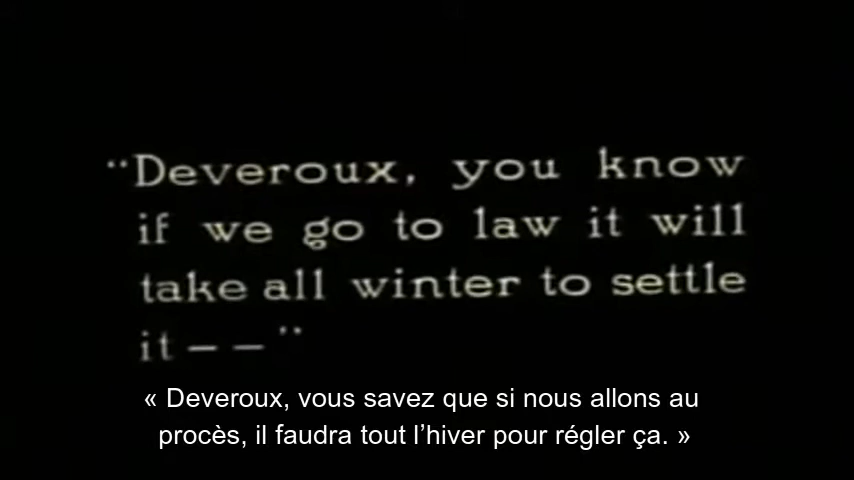 “Deveroux, you know
if we go to law it will
take all winter to settle
it — —”
« Deveroux, vous savez que si nous allons au
procès, il faudra tout l’hiver pour régler ça. »